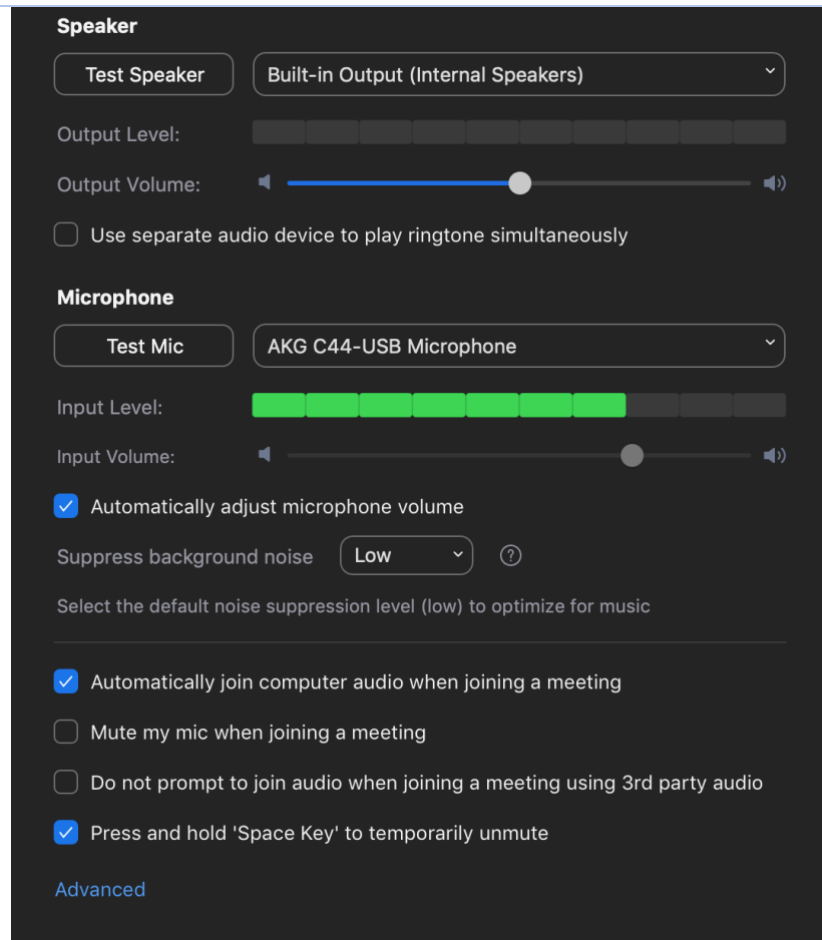 Speaker
Test Speaker Built-in Output (Internal Speakers)
Output Level:
Output Volume:
Use separate audio device to play ringtone simultaneously
Microphone
Test Mic AKG C44-USB Microphone
Input Level:
Input Volume:
Automatically adjust microphone volume
Suppress background noise Low ?
Select the default noise suppression level (low) to optimize for music
Automatically join computer audio when joining a meeting
Mute my mic when joining a meeting
Do not prompt to join audio when joining a meeting using 3rd party audio
Press and hold 'Space Key' to temporarily unmute
Advanced